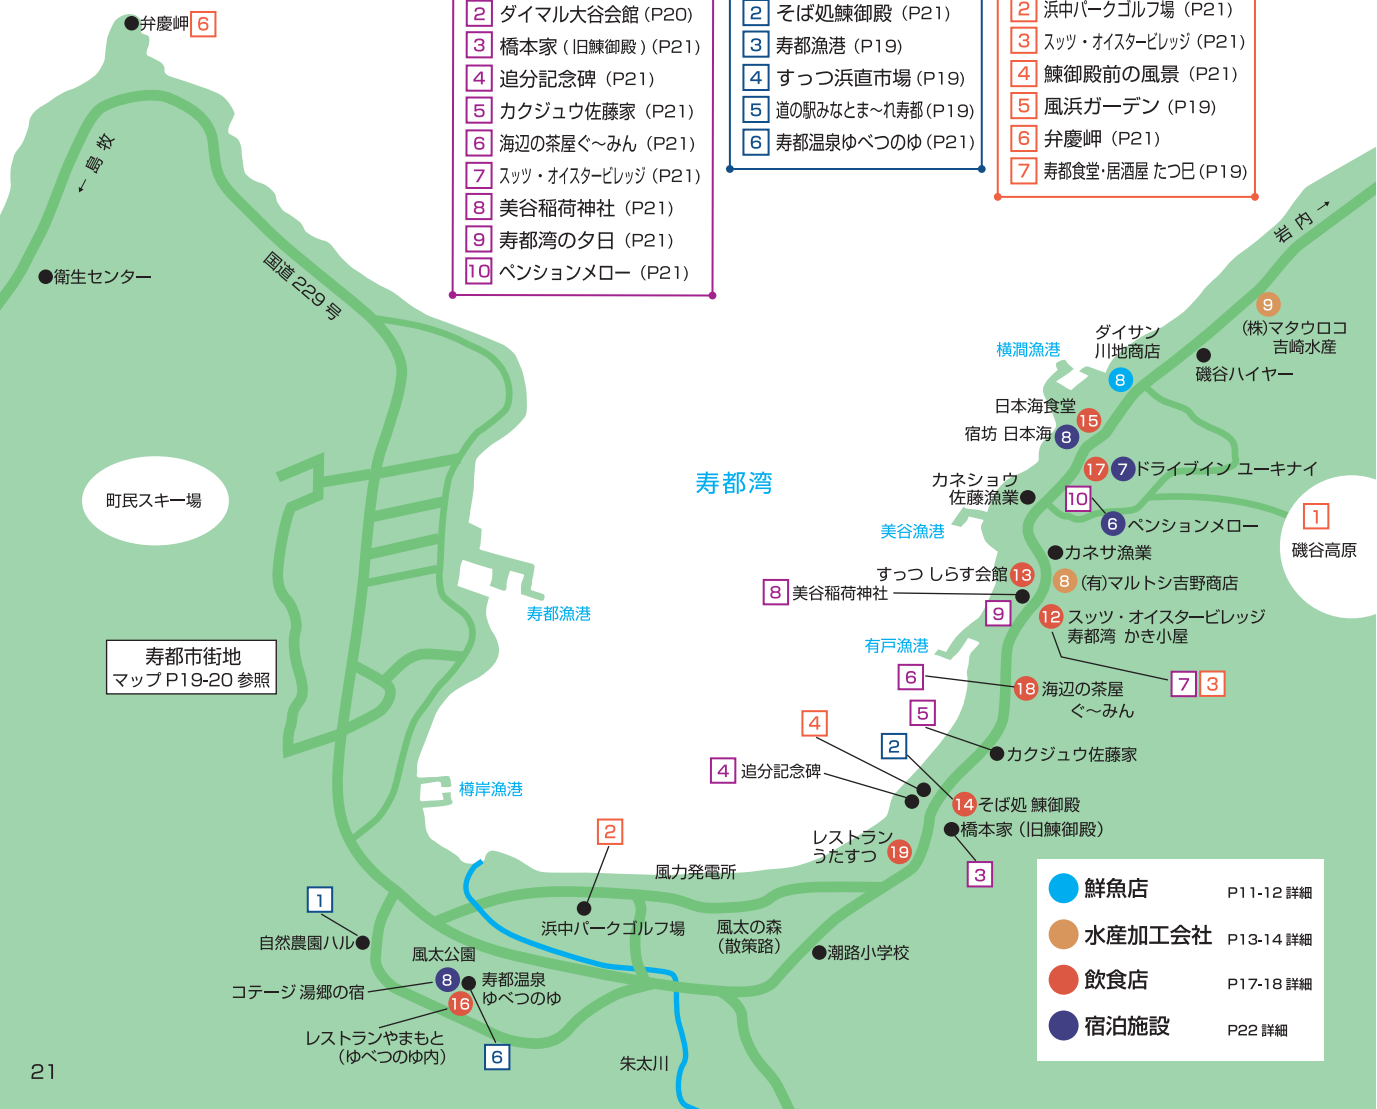 弁慶岬 6
2 ダイマル大谷会館 (P20)
3 橋本家 (旧鰊御殿) (P21)
4 追分記念碑 (P21)
5 カクジュウ佐藤家 (P21)
6 海辺の茶屋ぐ〜みん (P21)
7 スッツ・オイスタービレッジ (P21)
8 美谷稲荷神社 (P21)
9 寿都湾の夕日 (P21)
10 ペンションメロー (P21)
2 そば処鰊御殿 (P21)
3 寿都漁港 (P19)
4 すっつ浜直市場 (P19)
5 道の駅みなとま〜れ寿都 (P19)
6 寿都温泉ゆべつのゆ (P21)
2 浜中パークゴルフ場 (P21)
3 スッツ・オイスタービレッジ (P21)
4 鰊御殿前の風景 (P21)
5 風浜ガーデン (P19)
6 弁慶岬 (P21)
7 寿都食堂・居酒屋 たつ巳 (P19)
←島牧
衛生センター
国道229号
岩内→
9
(株)マタウロコ
吉崎水産
ダイサン
川地商店
8
横澗漁港
磯谷ハイヤー
日本海食堂 15
宿坊 日本海 8
17 7 ドライブイン ユーキナイ
寿都湾
カネショウ
佐藤漁業
10
6 ペンションメロー
町民スキー場
1
磯谷高原
美谷漁港
カネサ漁業
すっつ しらす会館 13
8 (有)マルトシ吉野商店
8 美谷稲荷神社
9
寿都漁港
12 スッツ・オイスタービレッジ
寿都湾 かき小屋
有戸漁港
寿都市街地
マップ P19-20 参照
6
7 3
18 海辺の茶屋
ぐ〜みん
5
4
2
カクジュウ佐藤家
4 追分記念碑
樽岸漁港
14 そば処 鰊御殿
橋本家 (旧鰊御殿)
レストラン
うたすつ 19
2
3
風力発電所
1
浜中パークゴルフ場
風太の森
(散策路)
自然農園ハル
潮路小学校
風太公園
8 寿都温泉
ゆべつのゆ
コテージ 湯郷の宿
16
レストランやまもと
(ゆべつのゆ内)
6
朱太川
鮮魚店 P11-12 詳細
水産加工会社 P13-14 詳細
飲食店 P17-18 詳細
宿泊施設 P22 詳細
21